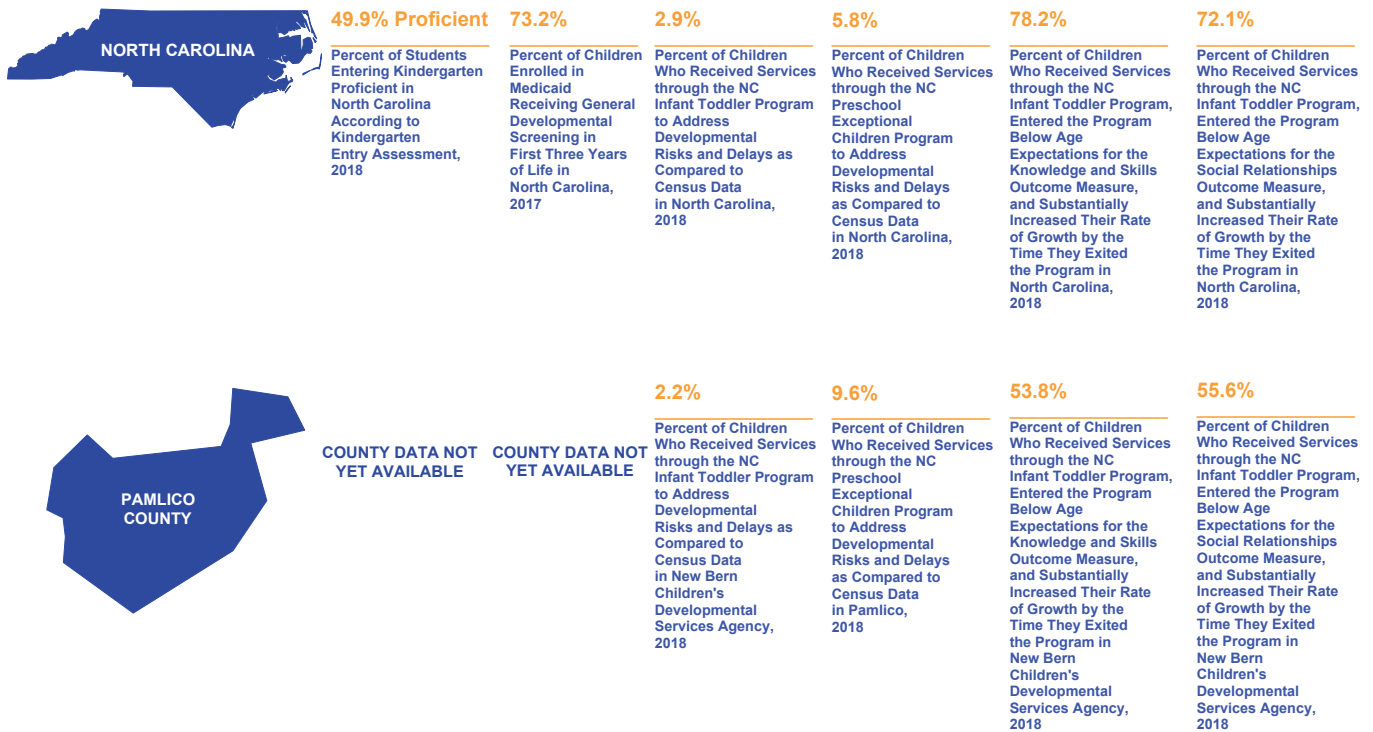 NORTH CAROLINA
49.9% Proficient
Percent of Students
Entering Kindergarten
Proficient in
North Carolina
According to
Kindergarten
Entry Assessment,
2018
73.2%
Percent of Children
Enrolled in
Medicaid
Receiving General
Developmental
Screening in
First Three Years
of Life in
North Carolina,
2017
2.9%
Percent of Children
Who Received Services
through the NC
Infant Toddler Program
to Address
Developmental
Risks and Delays as
Compared to
Census Data
in North Carolina,
2018
5.8%
Percent of Children
Who Received Services
through the NC
Preschool
Exceptional
Children Program
to Address
Developmental
Risks and Delays
as Compared to
Census Data
in North Carolina,
2018
78.2%
Percent of Children
Who Received Services
through the NC
Infant Toddler Program,
Entered the Program
Below Age
Expectations for the
Knowledge and Skills
Outcome Measure,
and Substantially
Increased Their Rate
of Growth by the
Time They Exited
the Program in
North Carolina,
2018
72.1%
Percent of Children
Who Received Services
through the NC
Infant Toddler Program,
Entered the Program
Below Age
Expectations for the
Social Relationships
Outcome Measure,
and Substantially
Increased Their Rate
of Growth by the
Time They Exited
the Program in
North Carolina,
2018
PAMLICO
COUNTY
COUNTY DATA NOT
YET AVAILABLE
COUNTY DATA NOT
YET AVAILABLE
2.2%
Percent of Children
Who Received Services
through the NC
Infant Toddler Program
to Address
Developmental
Risks and Delays as
Compared to
Census Data
in New Bern
Children's
Developmental
Services Agency,
2018
9.6%
Percent of Children
Who Received Services
through the NC
Preschool
Exceptional
Children Program
to Address
Developmental
Risks and Delays
as Compared to
Census Data
in Pamlico,
2018
53.8%
Percent of Children
Who Received Services
through the NC
Infant Toddler Program,
Entered the Program
Below Age
Expectations for the
Knowledge and Skills
Outcome Measure,
and Substantially
Increased Their Rate
of Growth by the
Time They Exited
the Program in
New Bern
Children's
Developmental
Services Agency,
2018
55.6%
Percent of Children
Who Received Services
through the NC
Infant Toddler Program,
Entered the Program
Below Age
Expectations for the
Social Relationships
Outcome Measure,
and Substantially
Increased Their Rate
of Growth by the
Time They Exited
the Program in
New Bern
Children's
Developmental
Services Agency,
2018